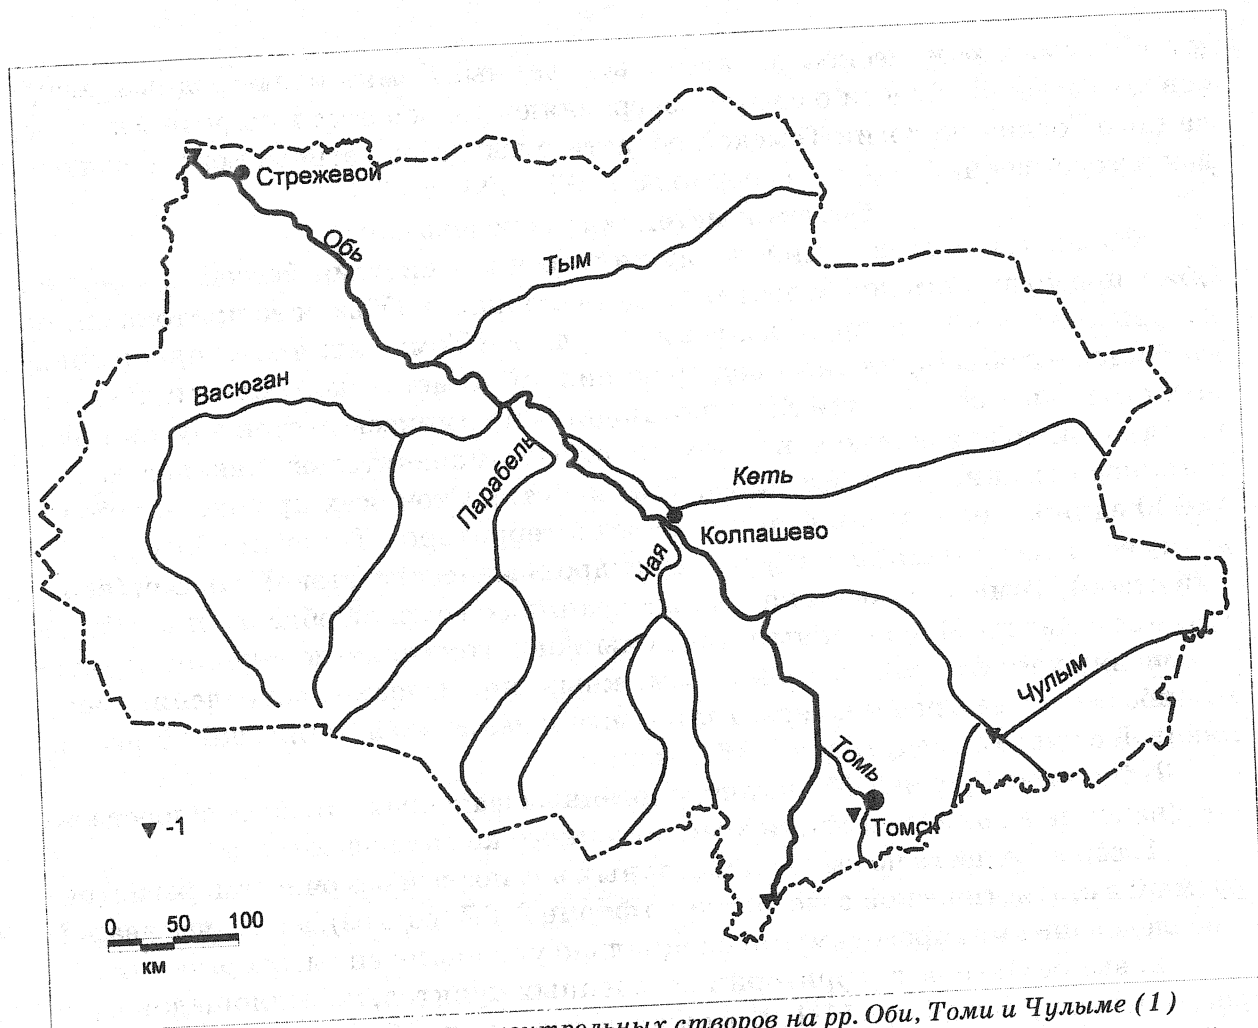 Стрежевой
Обь
Тым
Васюган
Парабель
Кеть
Колпашево
Чая
Чулым
Томь
Томск
-1
0 50 100
км
контрольных створов на рр. Оби, Томи и Чулыме (1)